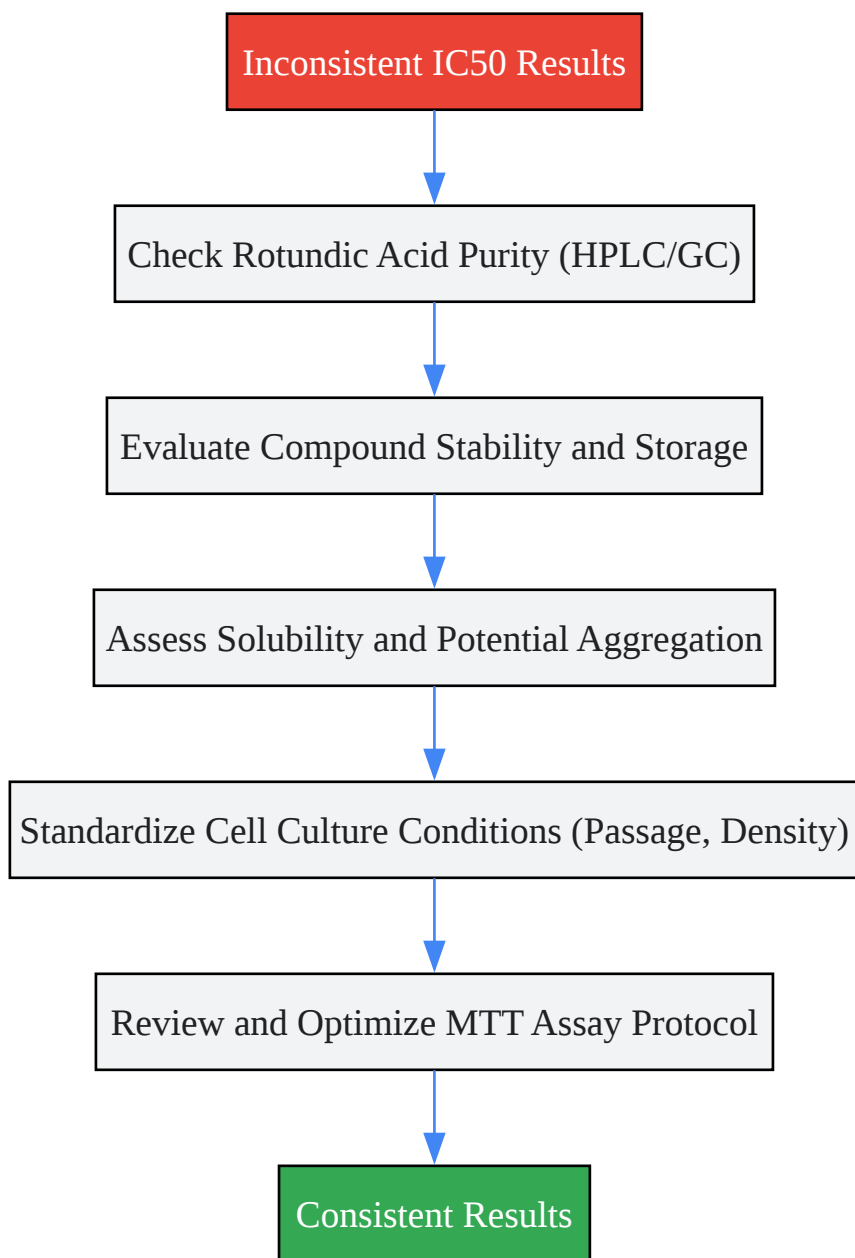 Inconsistent IC50 Results
Check Rotundic Acid Purity (HPLC/GC)
Evaluate Compound Stability and Storage
Assess Solubility and Potential Aggregation
Standardize Cell Culture Conditions (Passage, Density)
Review and Optimize MTT Assay Protocol
Consistent Results